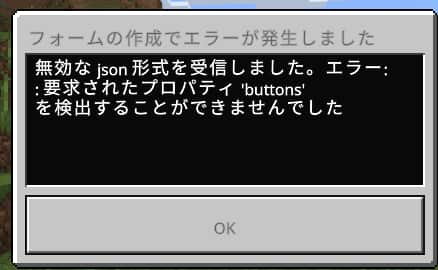 フォームの作成でエラーが発生しました
無効な json 形式を受信しました。エラー:
: 要求されたプロパティ 'buttons'
を検出することができませんでした
OK